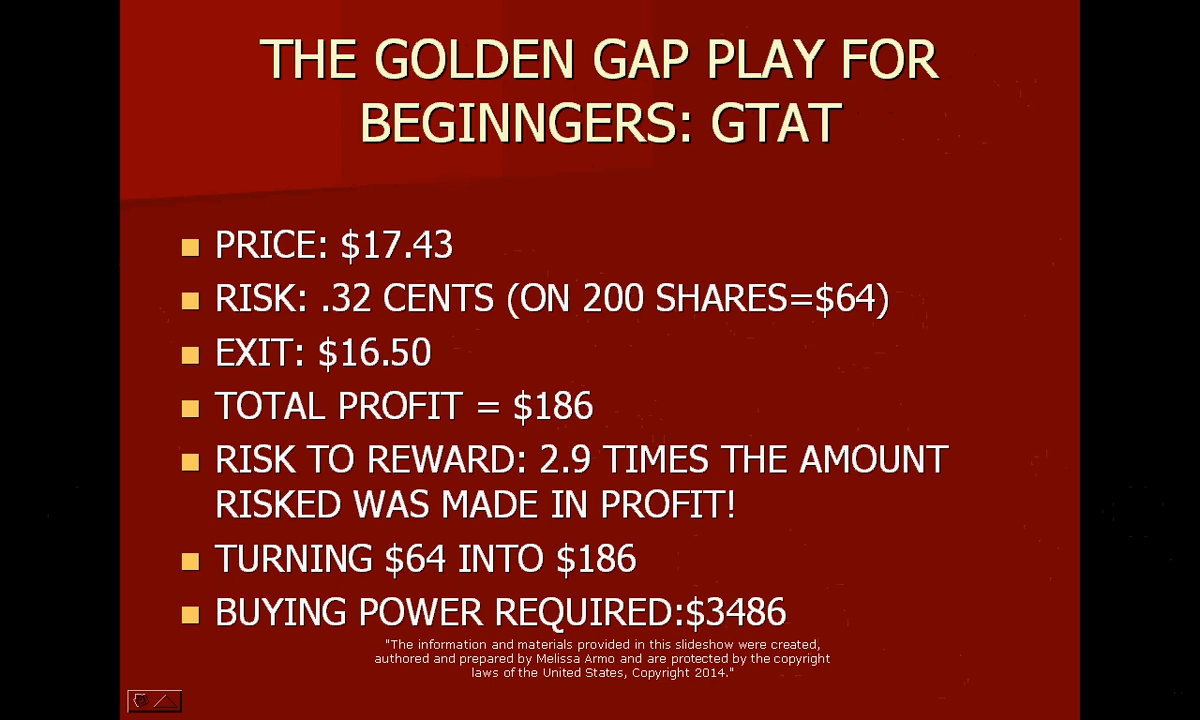 THE GOLDEN GAP PLAY FOR
BEGINNGERS: GTAT
PRICE: $17.43
RISK: .32 CENTS (ON 200 SHARES=$64)
EXIT: $16.50
TOTAL PROFIT = $186
RISK TO REWARD: 2.9 TIMES THE AMOUNT
RISKED WAS MADE IN PROFIT!
TURNING $64 INTO $186
BUYING POWER REQUIRED:$3486
"The information and materials provided in this slideshow were created,
authored and prepared by Melissa Armo and are protected by the copyright
laws of the United States, Copyright 2014."